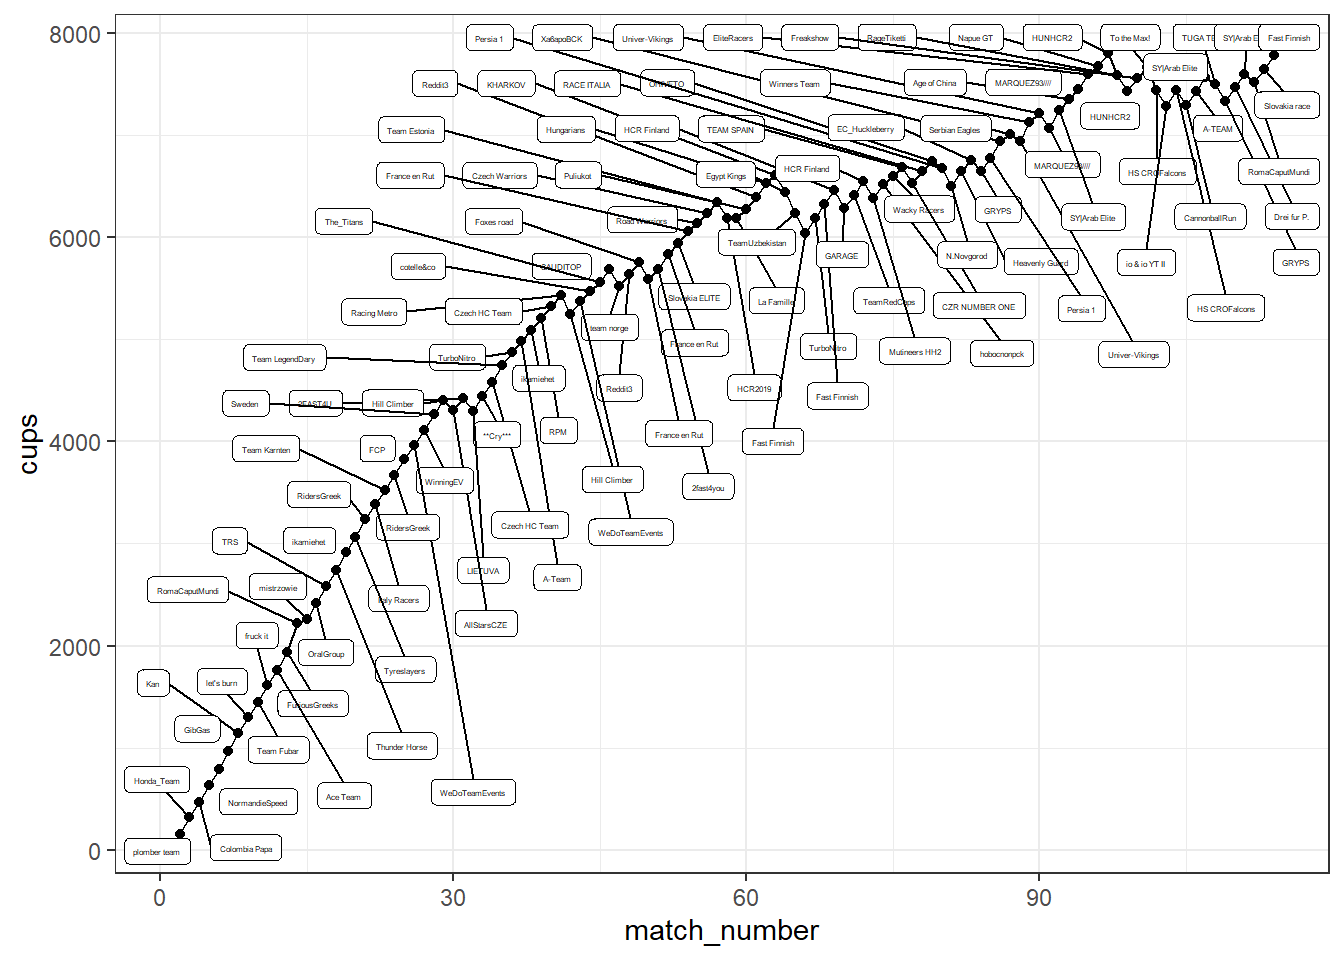 8000
6000
4000
2000
0
cups
0
30
60
90
match_number
Persia 1
ХабароВСК
Univer-Vikings
EliteRacers
Freakshow
RageTiketti
Napue GT
HUNHCR2
To the Max!
SY|Arab E
Fast Finnish
SY|Arab Elite
Reddit3
KHARKOV
RACE ITALIA
Winners Team
Age of China
MARQUEZ93////
Slovakia race
HUNHCR2
Team Estonia
Hungarians
HCR Finland
TEAM SPAIN
EC_Huckleberry
Serbian Eagles
A-TEAM
France en Rut
Czech Warriors
Puliukot
Egypt Kings
HCR Finland
MARQUEZ93////
HS CROFalcons
RomaCaputMundi
The_Titans
Foxes road
Road Warriors
Wacky Racers
GRYPS
SY|Arab Elite
CannonballRun
Drei fur P.
TeamUzbekistan
GARAGE
N.Novgorod
Heavenly Guard
io & io YT II
GRYPS
cotelle&co
SAUDITOP
Slovakia ELITE
La Famille
TeamRedCups
CZR NUMBER ONE
Persia 1
HS CROFalcons
Racing Metro
Czech HC Team
team norge
France en Rut
TurboNitro
Mutineers HH2
hobocnonpck
Univer-Vikings
Team LegendDary
TurboNitro
ikamiehet
Reddit3
HCR2019
Fast Finnish
Sweden
2FAST4U
Hill Climber
**Cry***
RPM
France en Rut
Fast Finnish
Team Karnten
FCP
WinningEV
Hill Climber
2fast4you
RidersGreek
RidersGreek
Czech HC Team
WeDoTeamEvents
TRS
ikamiehet
LIETUVA
A-Team
RomaCaputMundi
mistrzowie
Italy Racers
AllStarsCZE
fruck it
OralGroup
Tyreslayers
Kan
let's burn
FuriousGreeks
GibGas
Team Fubar
Thunder Horse
Honda_Team
NormandieSpeed
Ace Team
WeDoTeamEvents
plomber team
Colombia Papa